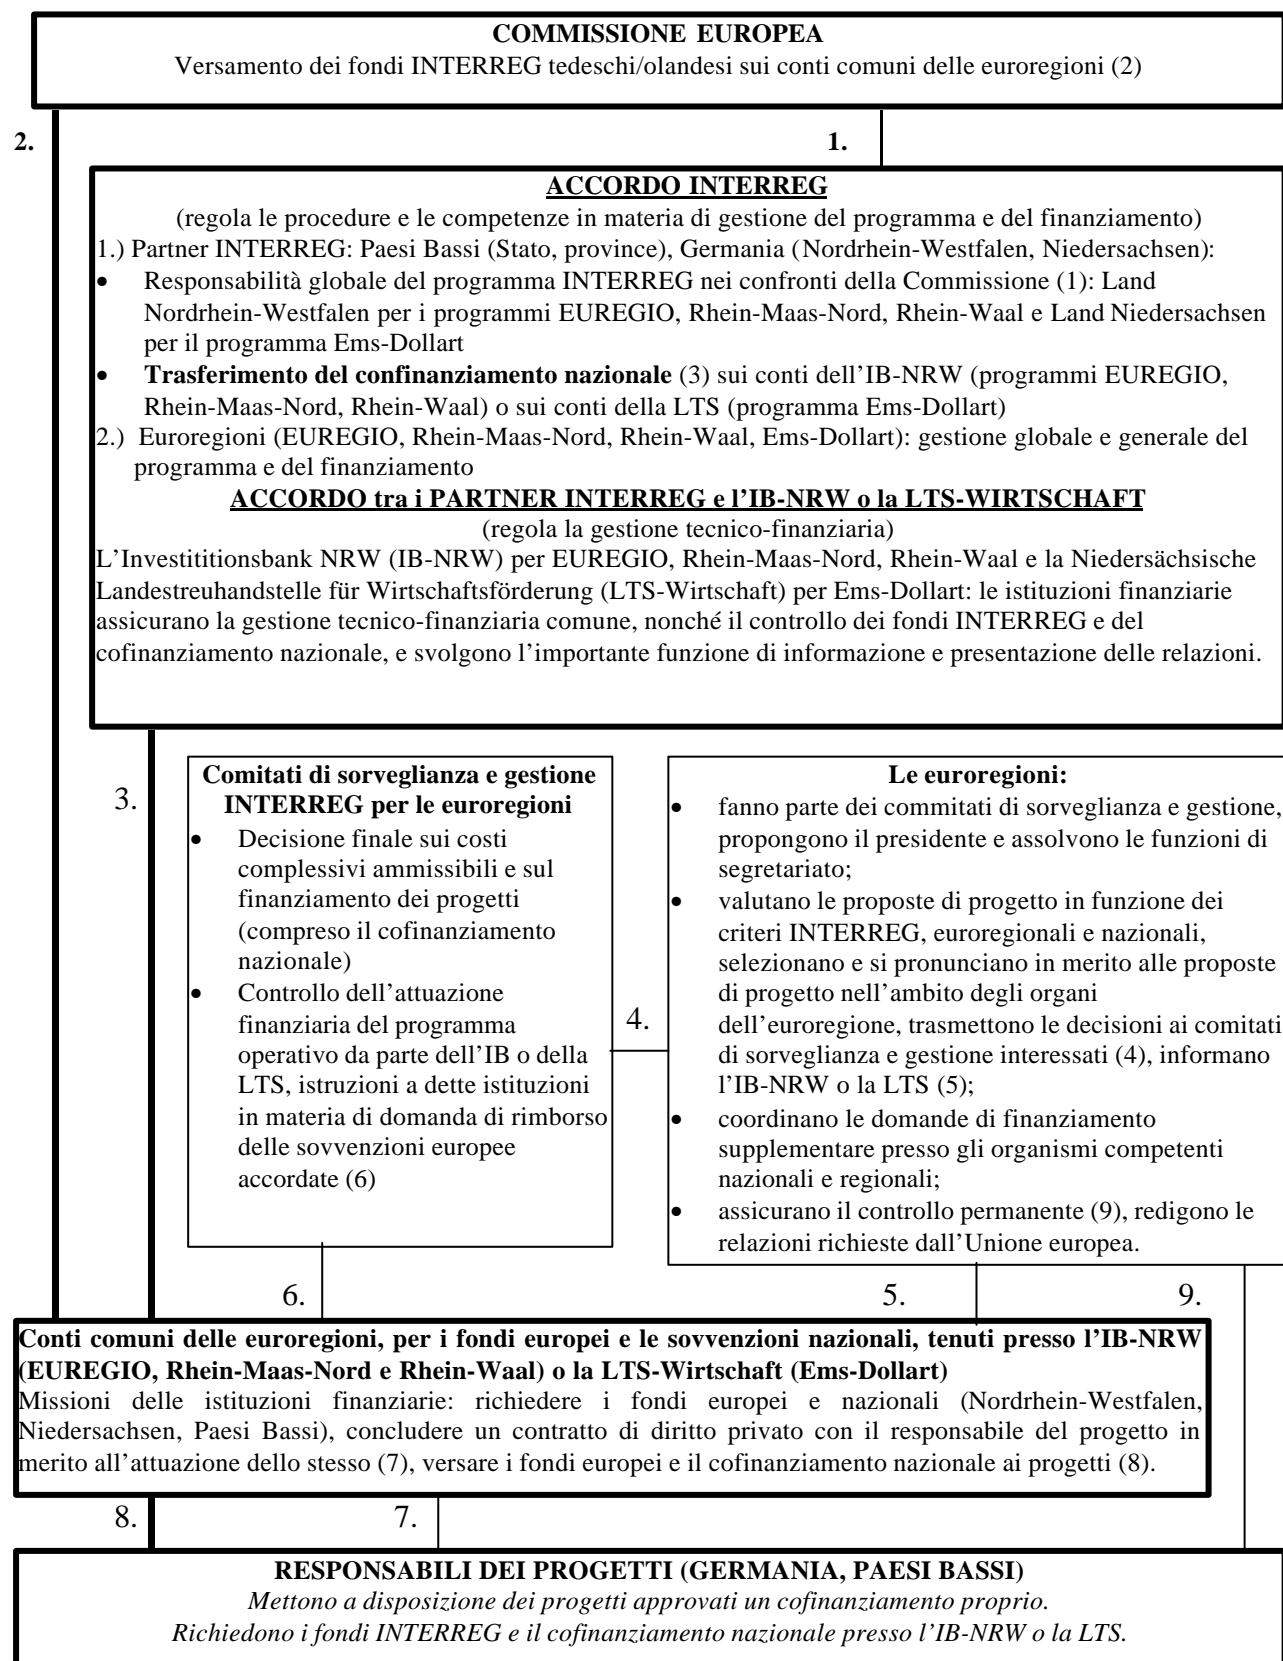 COMMISSIONE EUROPEA
Versamento dei fondi INTERREG tedeschi/olandesi sui conti comuni delle euroregioni (2)
2.
1.
ACCORDO INTERREG
(regola le procedure e le competenze in materia di gestione del programma e del finanziamento)
1.) Partner INTERREG: Paesi Bassi (Stato, province), Germania (Nordrhein-Westfalen, Niedersachsen):
• Responsabilità globale del programma INTERREG nei confronti della Commissione (1): Land
Nordrhein-Westfalen per i programmi EUREGIO, Rhein-Maas-Nord, Rhein-Waal e Land Niedersachsen
per il programma Ems-Dollart
• Trasferimento del confinanziamento nazionale (3) sui conti dell’IB-NRW (programmi EUREGIO,
Rhein-Maas-Nord, Rhein-Waal) o sui conti della LTS (programma Ems-Dollart)
2.) Euroregioni (EUREGIO, Rhein-Maas-Nord, Rhein-Waal, Ems-Dollart): gestione globale e generale del
programma e del finanziamento
ACCORDO tra i PARTNER INTERREG e l’IB-NRW o la LTS-WIRTSCHAFT
(regola la gestione tecnico-finanziaria)
L’Investititionsbank NRW (IB-NRW) per EUREGIO, Rhein-Maas-Nord, Rhein-Waal e la Niedersächsische
Landestreuhandstelle für Wirtschaftsförderung (LTS-Wirtschaft) per Ems-Dollart: le istituzioni finanziarie
assicurano la gestione tecnico-finanziaria comune, nonché il controllo dei fondi INTERREG e del
cofinanziamento nazionale, e svolgono l’importante funzione di informazione e presentazione delle relazioni.
3.
Comitati di sorveglianza e gestione
INTERREG per le euroregioni
• Decisione finale sui costi
complessivi ammissibili e sul
finanziamento dei progetti
(compreso il cofinanziamento
nazionale)
• Controllo dell’attuazione
finanziaria del programma
operativo da parte dell’IB o della
LTS, istruzioni a dette istituzioni
in materia di domanda di rimborso
delle sovvenzioni europee
accordate (6)
4.
Le euroregioni:
• fanno parte dei commitati di sorveglianza e gestione,
propongono il presidente e assolvono le funzioni di
segretariato;
• valutano le proposte di progetto in funzione dei
criteri INTERREG, euroregionali e nazionali,
selezionano e si pronunciano in merito alle proposte
di progetto nell’ambito degli organi
dell’euroregione, trasmettono le decisioni ai comitati
di sorveglianza e gestione interessati (4), informano
l’IB-NRW o la LTS (5);
• coordinano le domande di finanziamento
supplementare presso gli organismi competenti
nazionali e regionali;
• assicurano il controllo permanente (9), redigono le
relazioni richieste dall’Unione europea.
6.
5.
9.
Conti comuni delle euroregioni, per i fondi europei e le sovvenzioni nazionali, tenuti presso l’IB-NRW
(EUREGIO, Rhein-Maas-Nord e Rhein-Waal) o la LTS-Wirtschaft (Ems-Dollart)
Missioni delle istituzioni finanziarie: richiedere i fondi europei e nazionali (Nordrhein-Westfalen,
Niedersachsen, Paesi Bassi), concludere un contratto di diritto privato con il responsabile del progetto in
merito all’attuazione dello stesso (7), versare i fondi europei e il cofinanziamento nazionale ai progetti (8).
8.
7.
RESPONSABILI DEI PROGETTI (GERMANIA, PAESI BASSI)
Mettono a disposizione dei progetti approvati un cofinanziamento proprio.
Richiedono i fondi INTERREG e il cofinanziamento nazionale presso l’IB-NRW o la LTS.